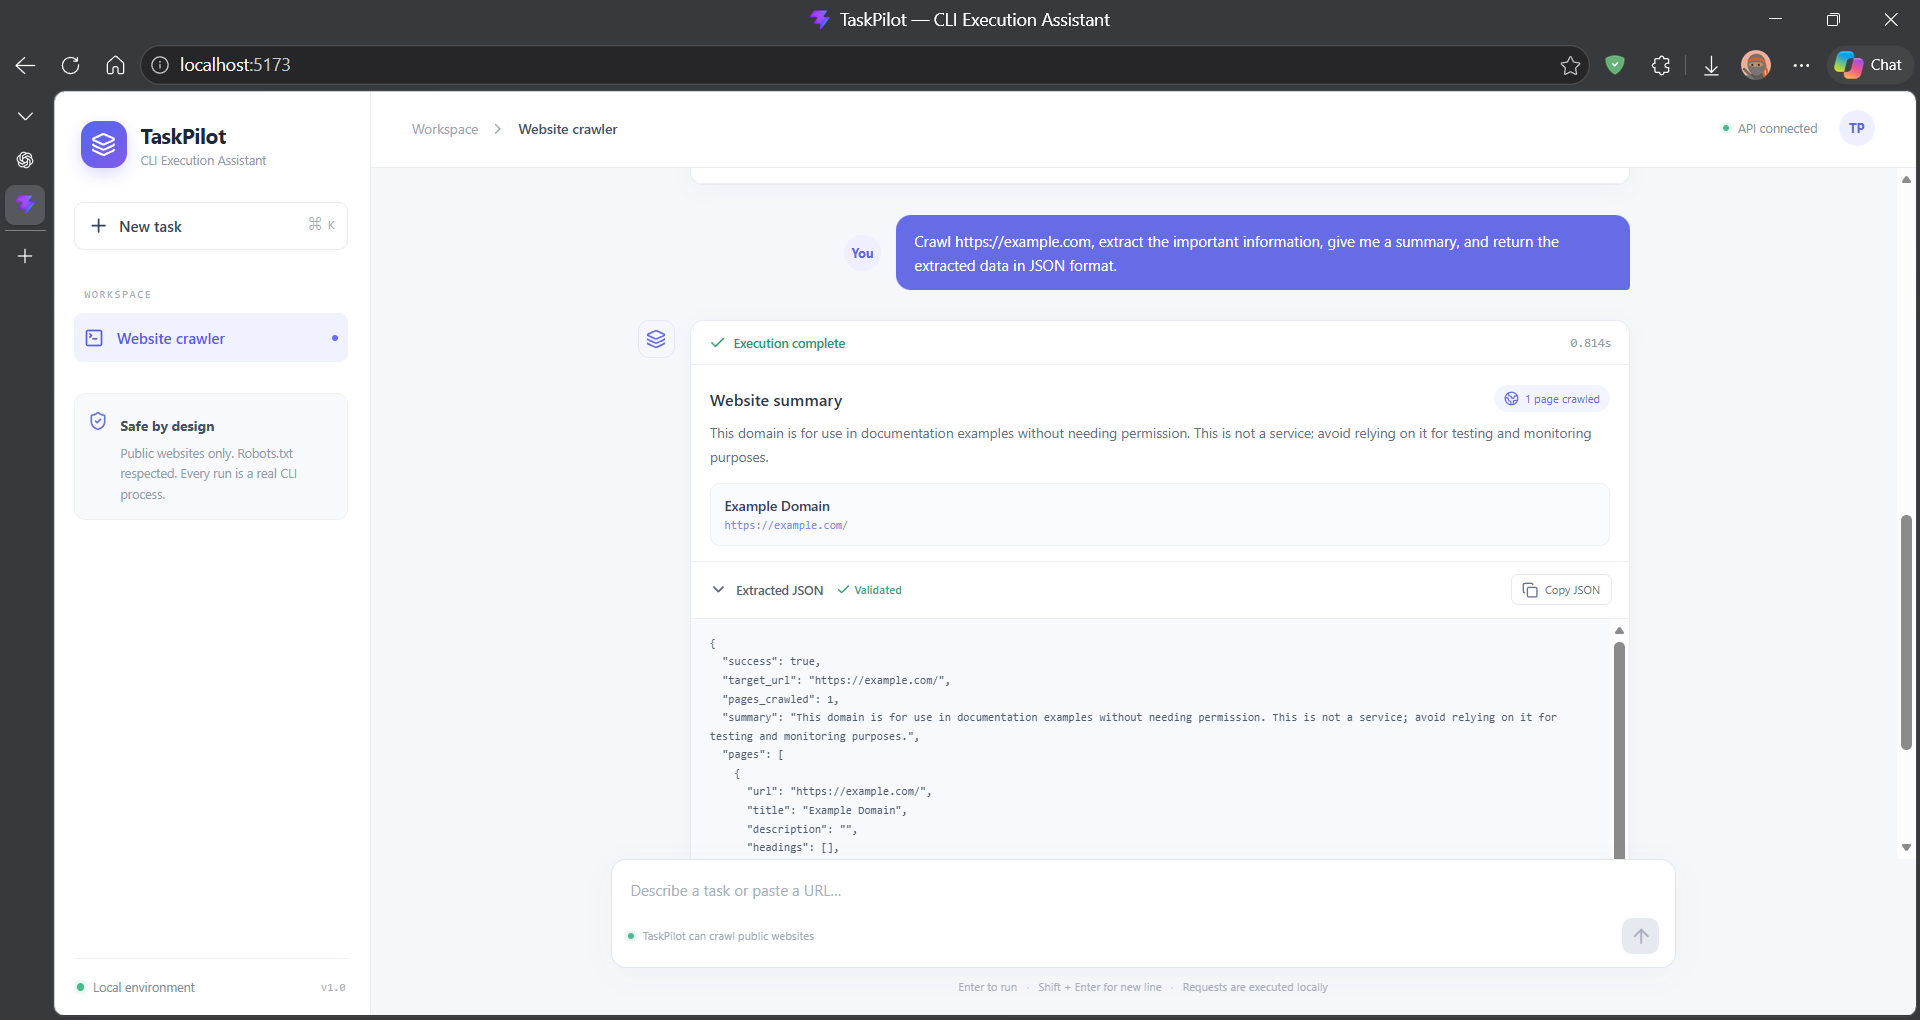 TaskPilot — CLI Execution Assistant
localhost:5173
Chat
TaskPilot
CLI Execution Assistant
New task
⌘ K
WORKSPACE
Website crawler
Safe by design
Public websites only. Robots.txt
respected. Every run is a real CLI
process.
Local environment
v1.0
Workspace > Website crawler
API connected
TP
You
Crawl https://example.com, extract the important information, give me a summary, and return the
extracted data in JSON format.
Execution complete
0.814s
Website summary
1 page crawled
This domain is for use in documentation examples without needing permission. This is not a service; avoid relying on it for testing and monitoring
purposes.
Example Domain
https://example.com/
Extracted JSON
Validated
Copy JSON
{
"success": true,
"target_url": "https://example.com/",
"pages_crawled": 1,
"summary": "This domain is for use in documentation examples without needing permission. This is not a service; avoid relying on it for
testing and monitoring purposes.",
"pages": [
{
"url": "https://example.com/",
"title": "Example Domain",
"description": "",
"headings": [],
Describe a task or paste a URL...
TaskPilot can crawl public websites
Enter to run · Shift + Enter for new line · Requests are executed locally